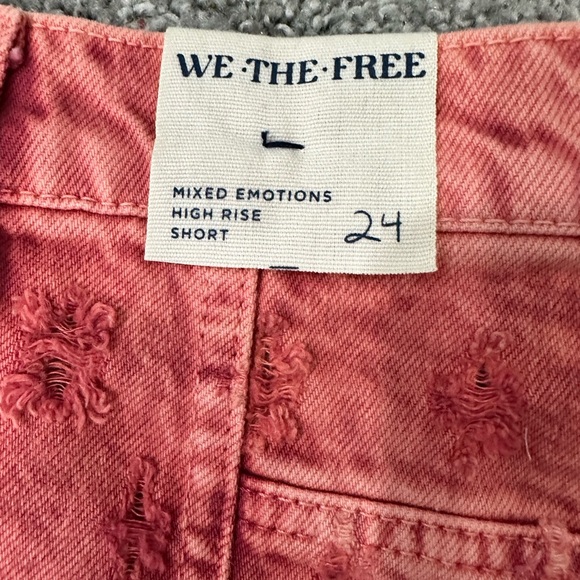 WE·THE·FREE
MIXED EMOTIONS
HIGH RISE
SHORT 24